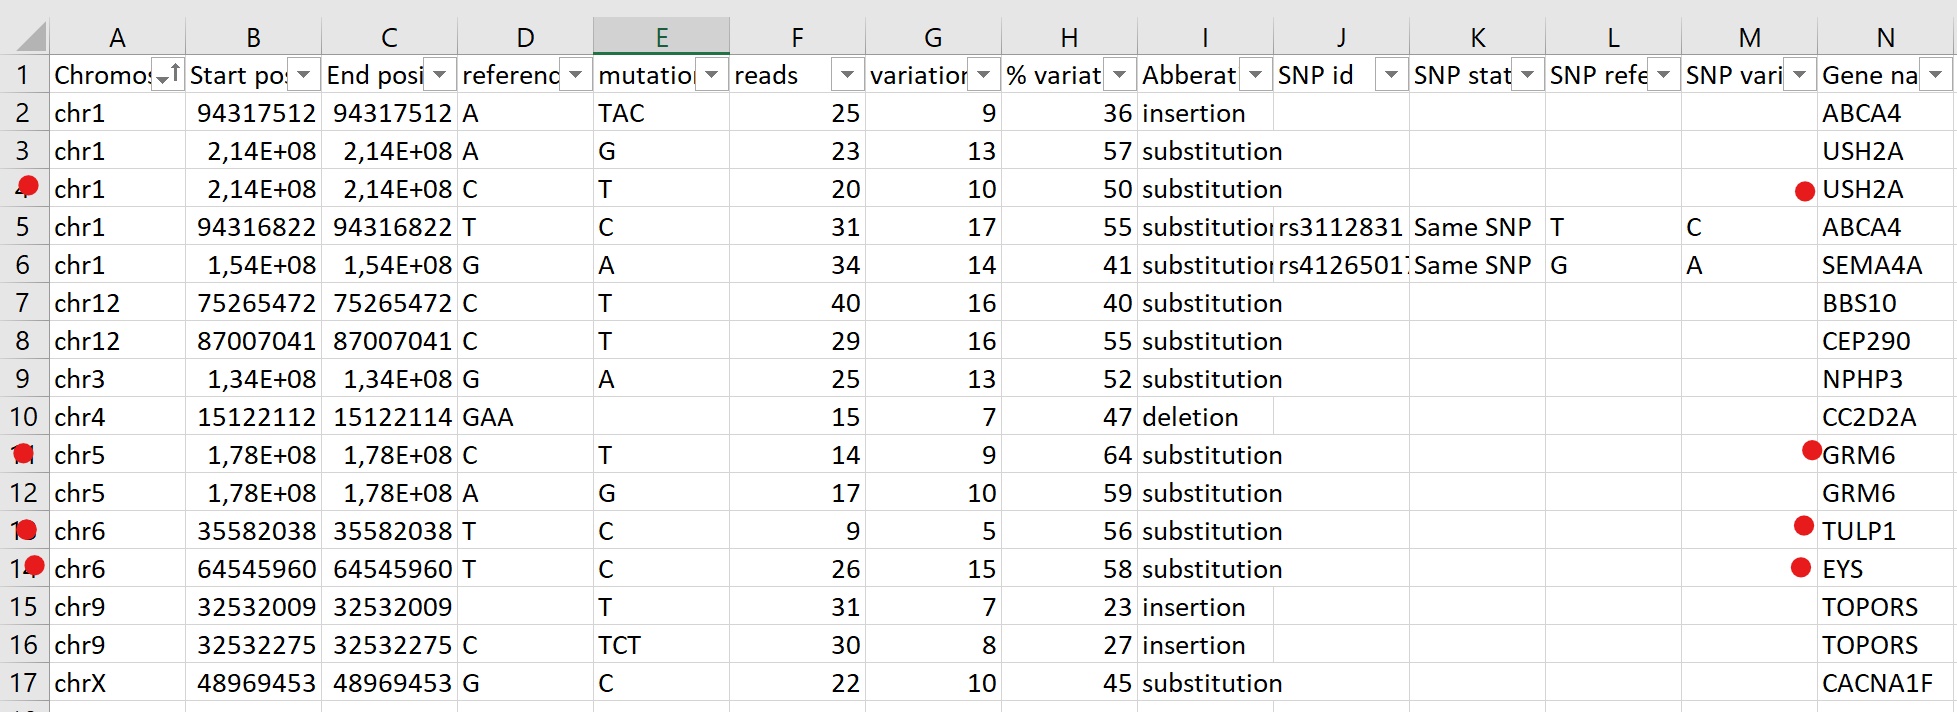 A B C D E F G H I J K L M N
1 Chromos Start pos End posi referenc mutation reads variation % variat Abberat SNP id SNP stat SNP refe SNP vari Gene na
2 chr1 94317512 94317512 A TAC 25 9 36 insertion ABCA4
3 chr1 2,14E+08 2,14E+08 A G 23 13 57 substitution USH2A
chr1 2,14E+08 2,14E+08 C T 20 10 50 substitution USH2A
5 chr1 94316822 94316822 T C 31 17 55 substitution rs3112831 Same SNP T C ABCA4
6 chr1 1,54E+08 1,54E+08 G A 34 14 41 substitution rs41265017 Same SNP G A SEMA4A
7 chr12 75265472 75265472 C T 40 16 40 substitution BBS10
8 chr12 87007041 87007041 C T 29 16 55 substitution CEP290
9 chr3 1,34E+08 1,34E+08 G A 25 13 52 substitution NPHP3
10 chr4 15122112 15122114 GAA 15 7 47 deletion CC2D2A
chr5 1,78E+08 1,78E+08 C T 14 9 64 substitution GRM6
12 chr5 1,78E+08 1,78E+08 A G 17 10 59 substitution GRM6
chr6 35582038 35582038 T C 9 5 56 substitution TULP1
14 chr6 64545960 64545960 T C 26 15 58 substitution EYS
15 chr9 32532009 32532009 T 31 7 23 insertion TOPORS
16 chr9 32532275 32532275 C TCT 30 8 27 insertion TOPORS
17 chrX 48969453 48969453 G C 22 10 45 substitution CACNA1F